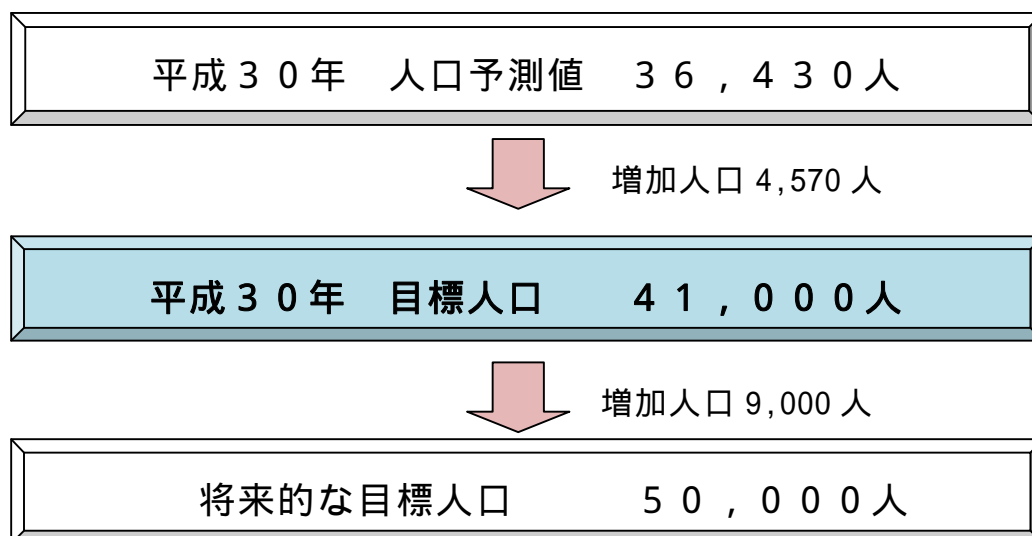 平成３０年　人口予測値　３６，４３０人
増加人口 4,570 人
平成３０年　目標人口　　４１，０００人
増加人口 9,000 人
将来的な目標人口　　　５０，０００人